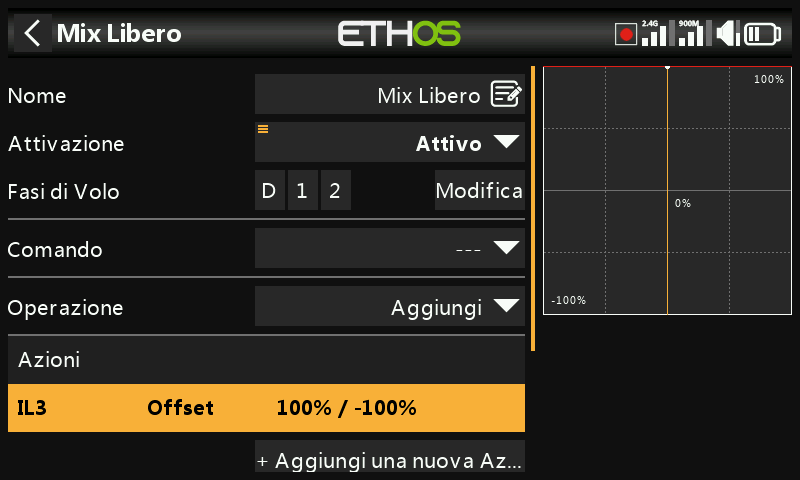 Mix Libero
ETHOS
2.4G
900M
Nome
Mix Libero
Attivazione
Attivo
Fasi di Volo
D 1 2
Modifica
Comando
---
Operazione
Aggiungi
Azioni
IL3 Offset 100% / -100%
+ Aggiungi una nuova Az...
100%
0%
-100%